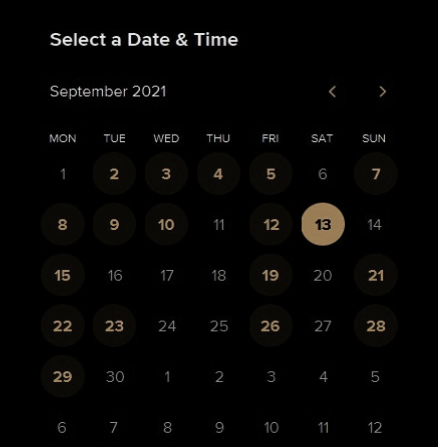 Select a Date & Time
September 2021
MON TUE WED THU FRI SAT SUN
1 2 3 4 5 6 7
8 9 10 11 12 13 14
15 16 17 18 19 20 21
22 23 24 25 26 27 28
29 30 1 2 3 4 5
6 7 8 9 10 11 12